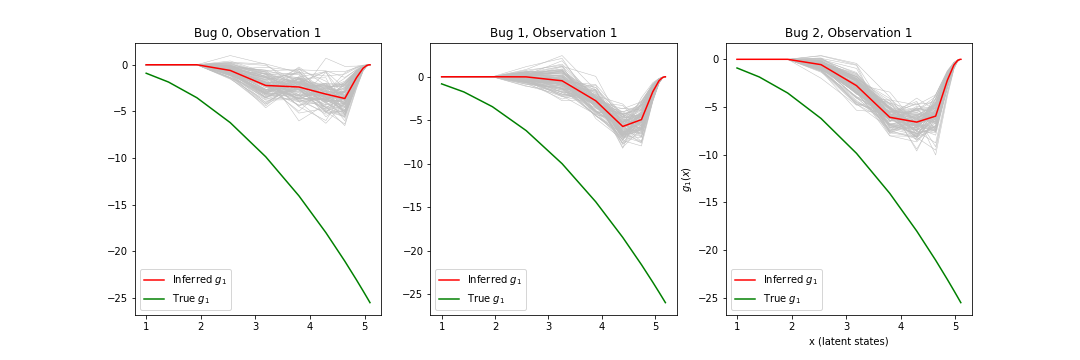 Bug 0, Observation 1
0
−5
−10
−15
−20
−25
1 2 3 4 5
Inferred g₁
True g₁
Bug 1, Observation 1
0
−5
−10
−15
−20
−25
1 2 3 4 5
Inferred g₁
True g₁
Bug 2, Observation 1
g₁(x)
0
−5
−10
−15
−20
−25
1 2 3 4 5
x (latent states)
Inferred g₁
True g₁